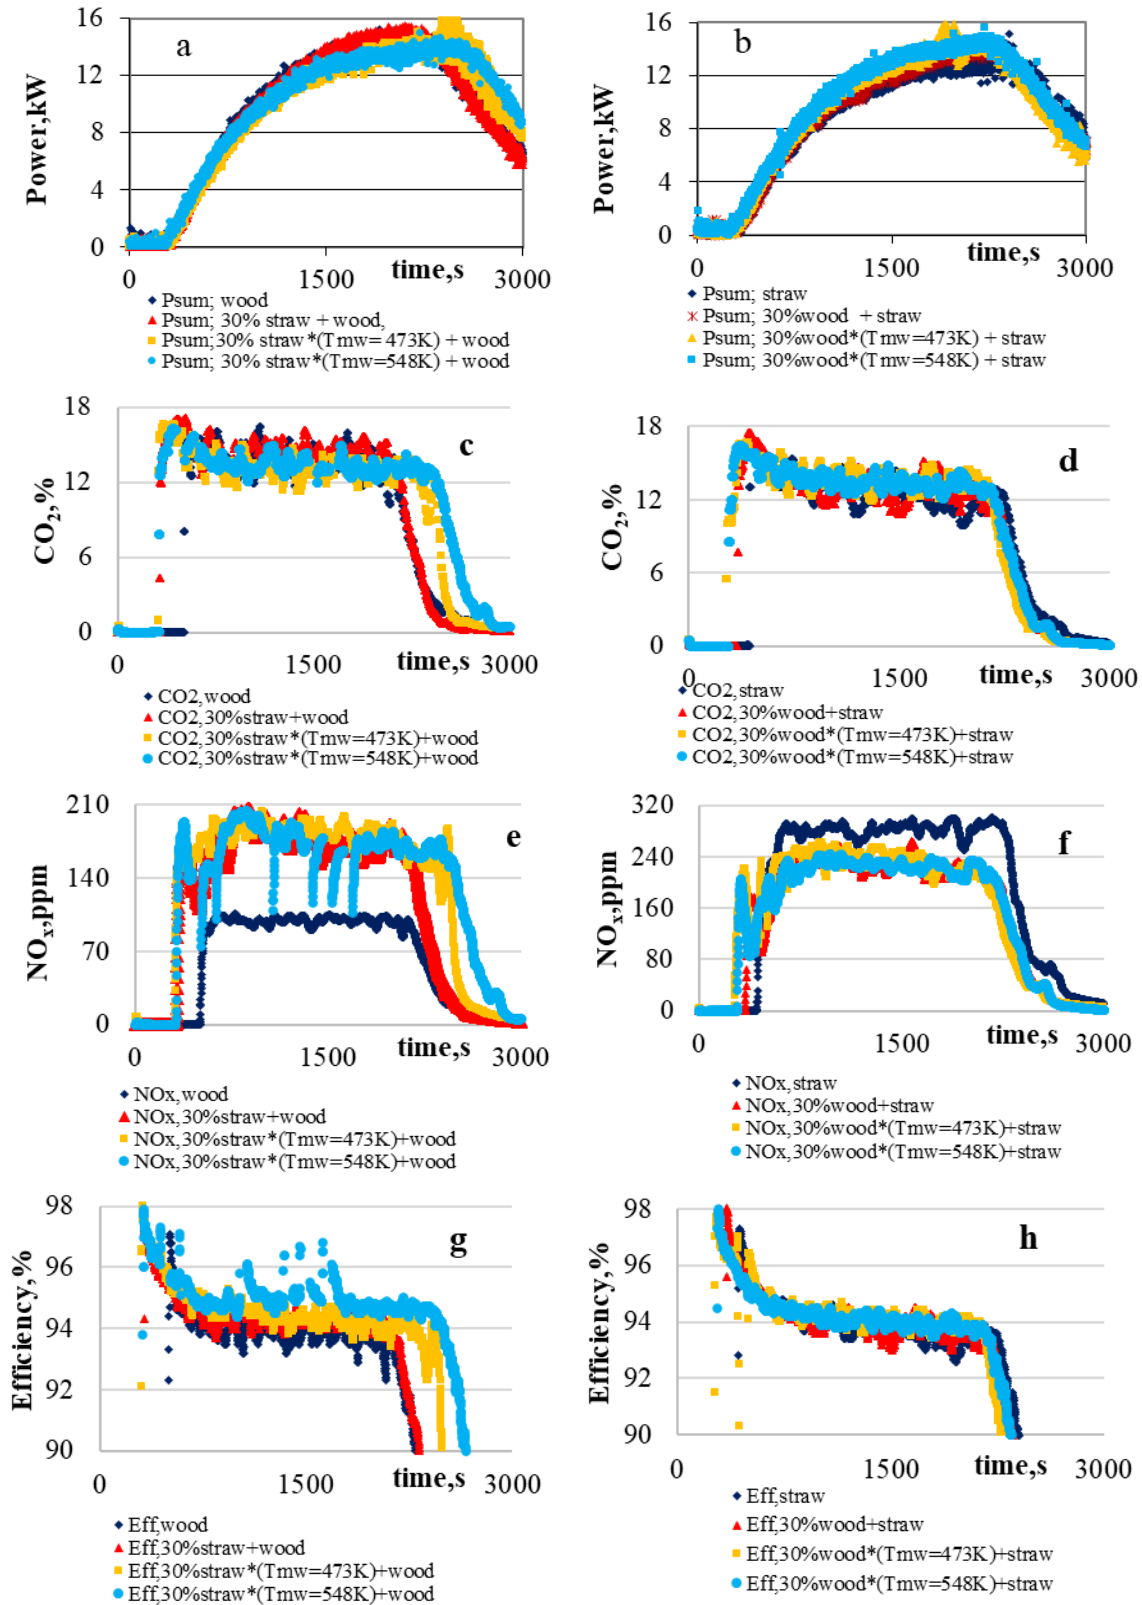 a
Power,kW
16
12
8
4
0
0
1500
3000
time,s
Psum; wood
Psum; 30% straw + wood,
Psum;30% straw*(Tmw= 473K) + wood
Psum; 30% straw*(Tmw=548K) + wood
b
Power,kW
16
12
8
4
0
0
1500
3000
time,s
Psum; straw
Psum; 30%wood + straw
Psum; 30%wood*(Tmw=473K) + straw
Psum; 30%wood*(Tmw=548K) + straw
c
CO2,%
18
12
6
0
0
1500
3000
time,s
CO2,wood
CO2,30%straw+wood
CO2,30%straw*(Tmw=473K)+wood
CO2,30%straw*(Tmw=548K)+wood
d
CO2,%
18
12
6
0
0
1500
3000
time,s
CO2,straw
CO2,30%wood+straw
CO2,30%wood*(Tmw=473K)+straw
CO2,30%wood*(Tmw=548K)+straw
e
NOx,ppm
210
140
70
0
0
1500
3000
time,s
NOx,wood
NOx,30%straw+wood
NOx,30%straw*(Tmw=473K)+wood
NOx,30%straw*(Tmw=548K)+wood
f
NOx,ppm
320
240
160
80
0
0
1500
3000
time,s
NOx,straw
NOx,30%wood+straw
NOx,30%wood*(Tmw=473K)+straw
NOx,30%wood*(Tmw=548K)+straw
g
Efficiency,%
98
96
94
92
90
0
1500
3000
time,s
Eff,wood
Eff,30%straw+wood
Eff,30%straw*(Tmw=473K)+wood
Eff,30%straw*(Tmw=548K)+wood
h
Efficiency,%
98
96
94
92
90
0
1500
3000
time,s
Eff,straw
Eff,30%wood+straw
Eff,30%wood*(Tmw=473K)+straw
Eff,30%wood*(Tmw=548K)+straw